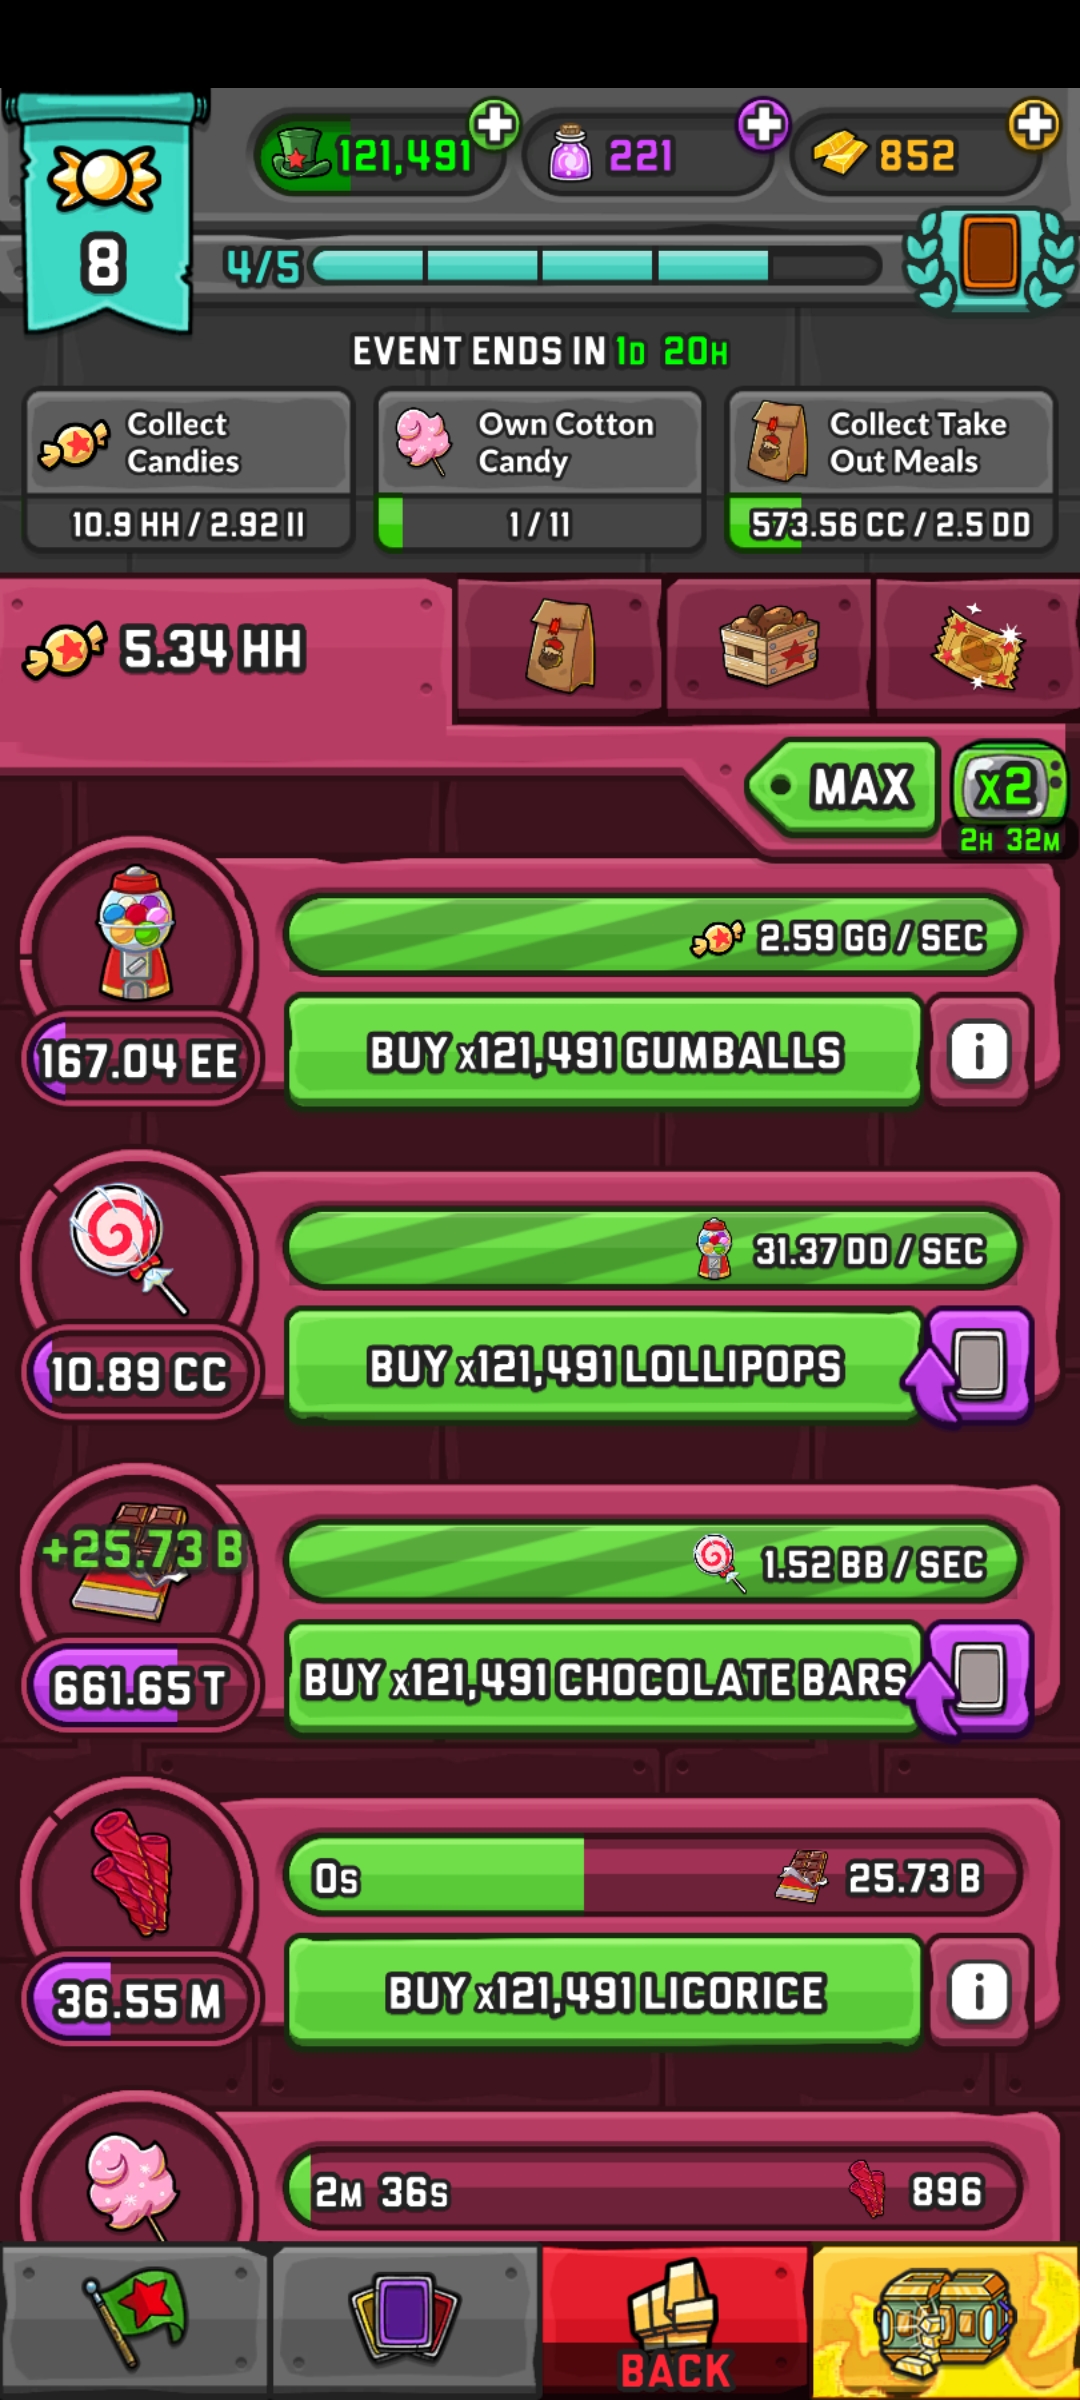 121,491
221
852
8
4/5
EVENT ENDS IN 1D 20H
Collect
Candies
10.9 HH / 2.92 II
Own Cotton
Candy
1 / 11
Collect Take
Out Meals
573.56 CC / 2.5 DD
5.34 HH
MAX
x2
2H 32M
2.59 GG / SEC
167.04 EE
BUY x121,491 GUMBALLS
i
31.37 DD / SEC
10.89 CC
BUY x121,491 LOLLIPOPS
+25.73 B
1.52 BB / SEC
661.65 T
BUY x121,491 CHOCOLATE BARS
0s
25.73 B
36.55 M
BUY x121,491 LICORICE
i
2M 36s
896
BACK